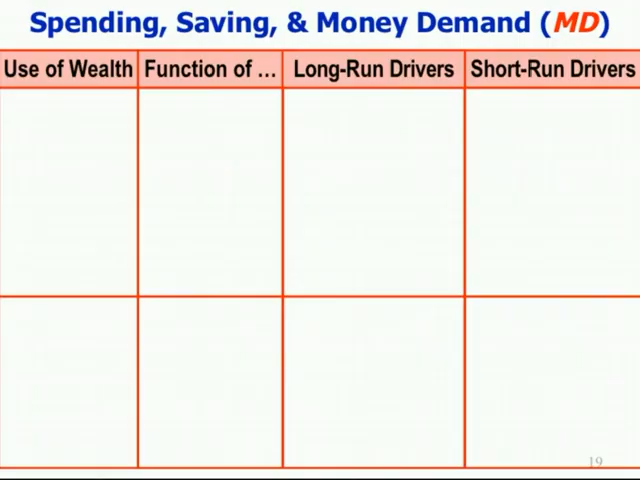 Spending, Saving, & Money Demand (MD)
Use of Wealth Function of … Long-Run Drivers Short-Run Drivers
19